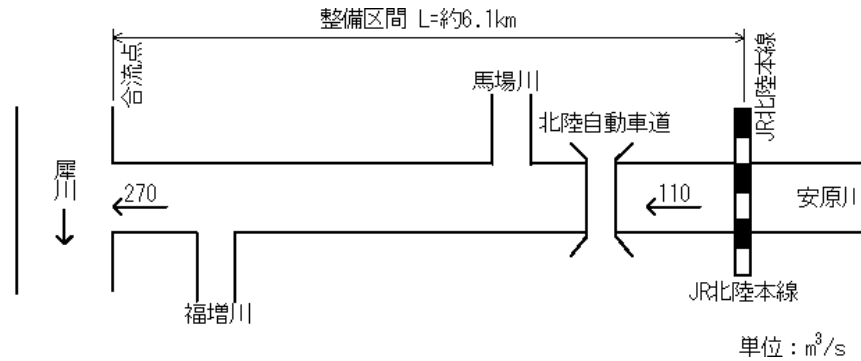 整備区間 L=約6.1km
合流点
JR北陸本線
馬場川
北陸自動車道
犀川
270
110
安原川
福増川
JR北陸本線
単位：m³/s